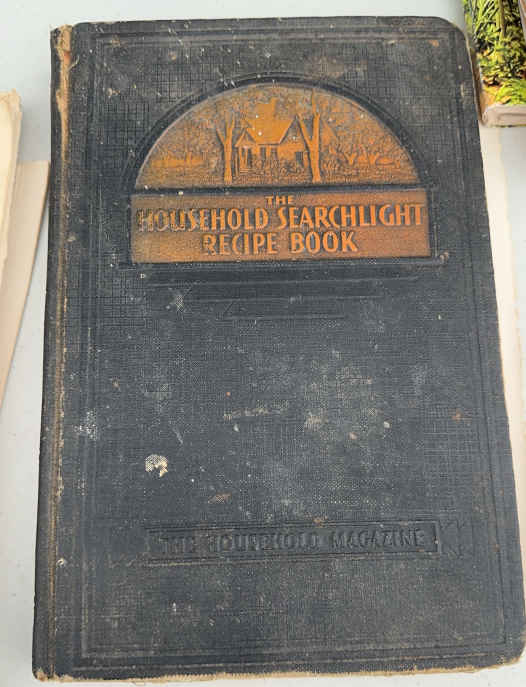 THE
HOUSEHOLD SEARCHLIGHT
RECIPE BOOK
THE HOUSEHOLD MAGAZINE